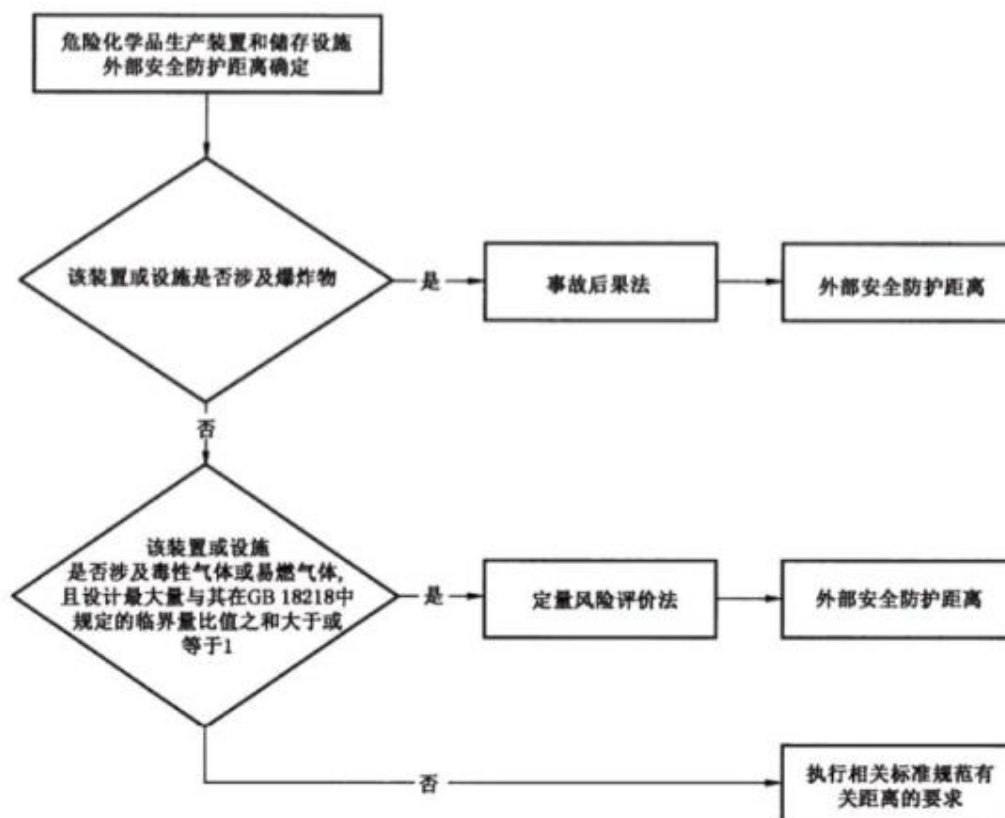 危险化学品生产装置和储存设施
外部安全防护距离确定
该装置或设施是否涉及爆炸物
是
事故后果法
外部安全防护距离
否
该装置或设施
是否涉及毒性气体或易燃气体,
且设计最大量与其在GB 18218中
规定的临界量比值之和大于或
等于1
是
定量风险评价法
外部安全防护距离
否
执行相关标准规范有
关距离的要求